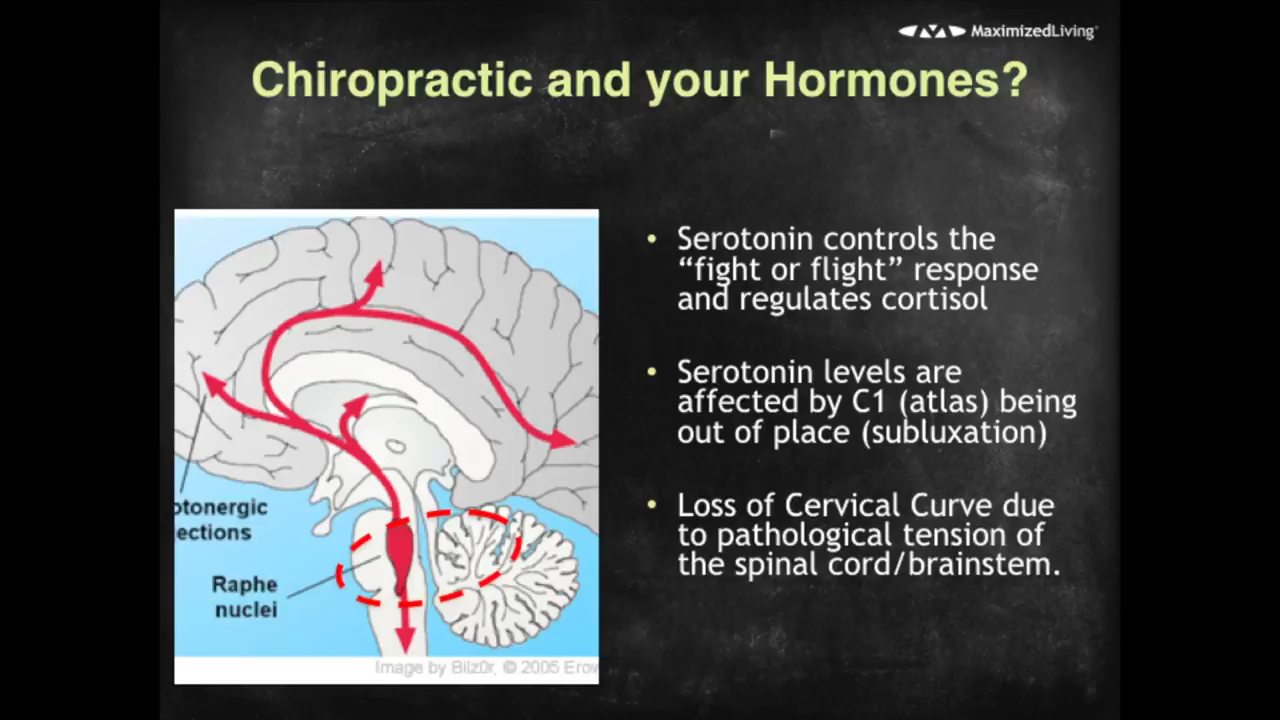 MaximizedLiving
Chiropractic and your Hormones?
• Serotonin controls the
“fight or flight” response
and regulates cortisol
• Serotonin levels are
affected by C1 (atlas) being
out of place (subluxation)
• Loss of Cervical Curve due
to pathological tension of
the spinal cord/brainstem.
otonergic
ections
Raphe
nuclei
Image by Bilz0r, © 2005 Erow